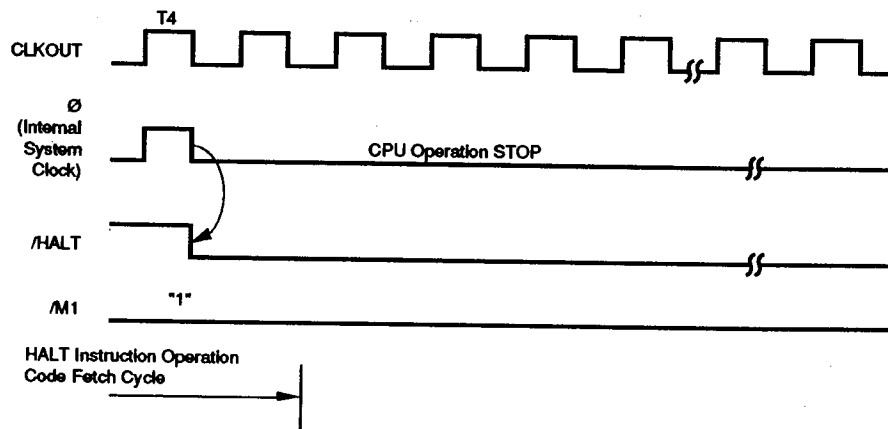 T4
CLKOUT
Ø
(Internal
System
Clock)
CPU Operation STOP
/HALT
"1"
/M1
HALT Instruction Operation
Code Fetch Cycle